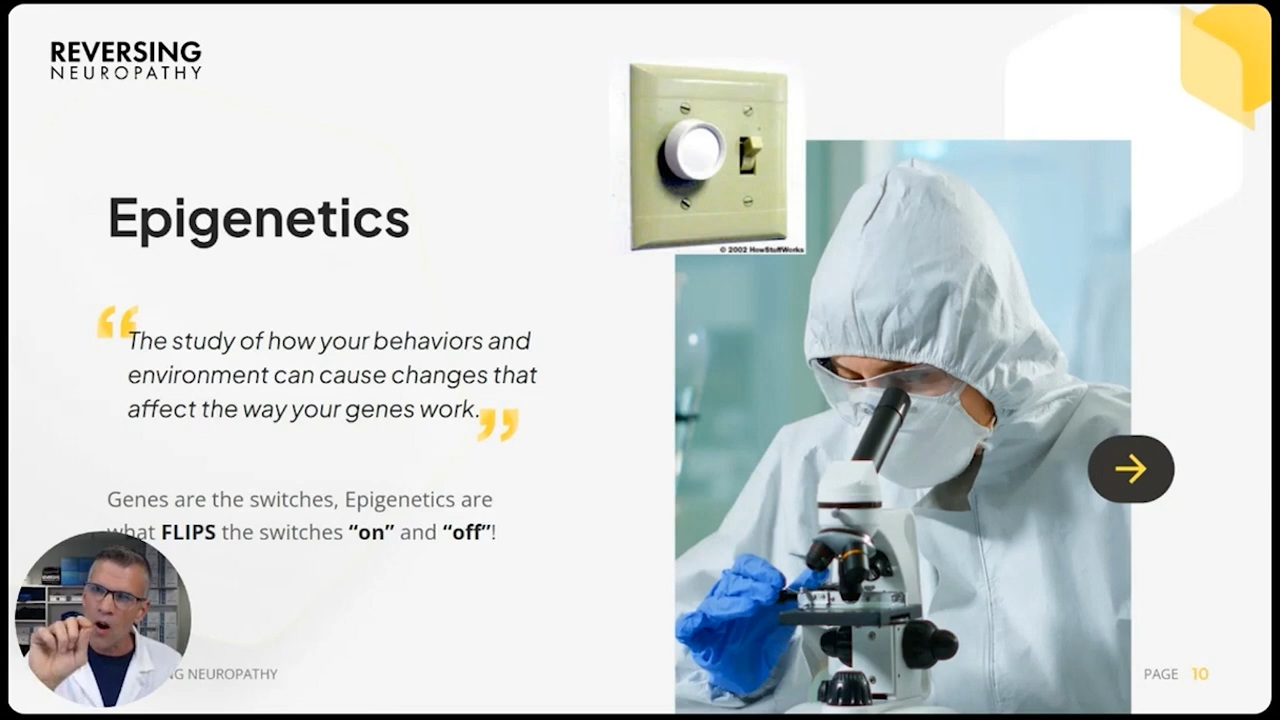 REVERSING
NEUROPATHY
© 2002 HowStuffWorks
Epigenetics
“The study of how your behaviors and
environment can cause changes that
affect the way your genes work.”
Genes are the switches, Epigenetics are
what FLIPS the switches “on” and “off”!
NG NEUROPATHY
PAGE 10